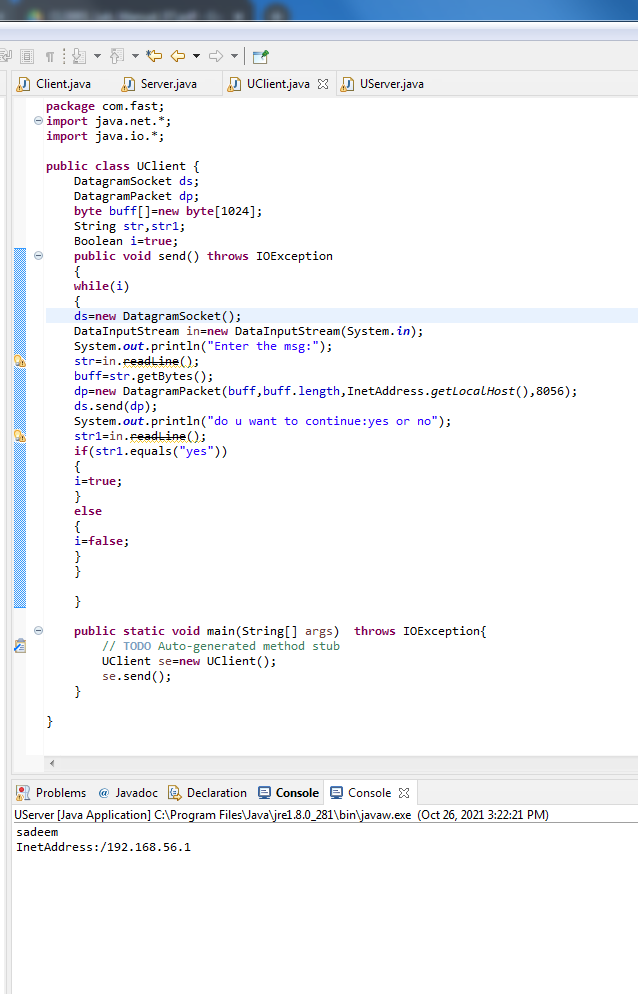 Client.java Server.java UClient.java UServer.java
package com.fast;
import java.net.*;
import java.io.*;
public class UClient {
DatagramSocket ds;
DatagramPacket dp;
byte buff[]=new byte[1024];
String str,str1;
Boolean i=true;
public void send() throws IOException
{
while(i)
{
ds=new DatagramSocket();
DataInputStream in=new DataInputStream(System.in);
System.out.println("Enter the msg:");
str=in.readLine();
buff=str.getBytes();
dp=new DatagramPacket(buff,buff.length,InetAddress.getLocalHost(),8056);
ds.send(dp);
System.out.println("do u want to continue:yes or no");
str1=in.readLine();
if(str1.equals("yes"))
{
i=true;
}
else
{
i=false;
}
}
}
public static void main(String[] args)  throws IOException{
// TODO Auto-generated method stub
UClient se=new UClient();
se.send();
}
}
Problems @ Javadoc Declaration Console Console
UServer [Java Application] C:\Program Files\Java\jre1.8.0_281\bin\javaw.exe (Oct 26, 2021 3:22:21 PM)
sadeem
InetAddress:/192.168.56.1